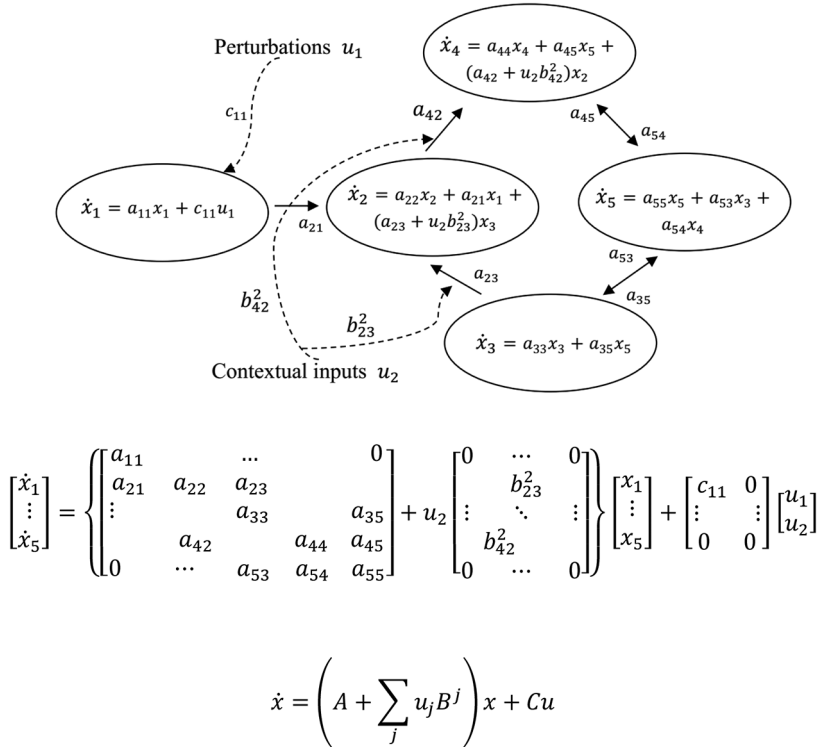 Perturbations u₁
c₁₁
ẋ₄ = a₄₄x₄ + a₄₅x₅ +
(a₄₂ + u₂b²₄₂)x₂
a₄₂
a₄₅
a₅₄
ẋ₁ = a₁₁x₁ + c₁₁u₁
a₂₁
ẋ₂ = a₂₂x₂ + a₂₁x₁ +
(a₂₃ + u₂b²₂₃)x₃
ẋ₅ = a₅₅x₅ + a₅₃x₃ +
a₅₄x₄
a₂₃
a₅₃
a₃₅
b²₄₂
b²₂₃
ẋ₃ = a₃₃x₃ + a₃₅x₅
Contextual inputs u₂
[ẋ₁ ⋮ ẋ₅] = {[a₁₁ … 0; a₂₁ a₂₂ a₂₃; ⋮ a₃₃ a₃₅; a₄₂ a₄₄ a₄₅; 0 … a₅₃ a₅₄ a₅₅] + u₂ [0 … 0; b²₂₃; ⋮ ⋱ ⋮; b²₄₂; 0 … 0]} [x₁ ⋮ x₅] + [c₁₁ 0; ⋮ ⋮; 0 0] [u₁ u₂]
ẋ = (A + ∑ⱼ uⱼBʲ) x + Cu